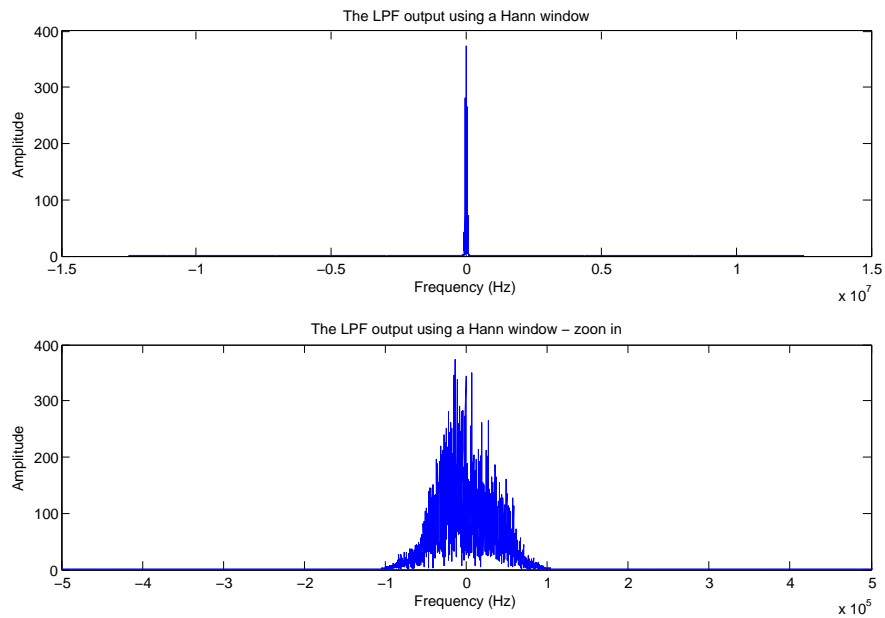 The LPF output using a Hann window
400
300
200
100
0
Amplitude
−1.5 −1 −0.5 0 0.5 1 1.5
Frequency (Hz)
x 10^7
The LPF output using a Hann window − zoon in
400
300
200
100
0
Amplitude
−5 −4 −3 −2 −1 0 1 2 3 4 5
Frequency (Hz)
x 10^5